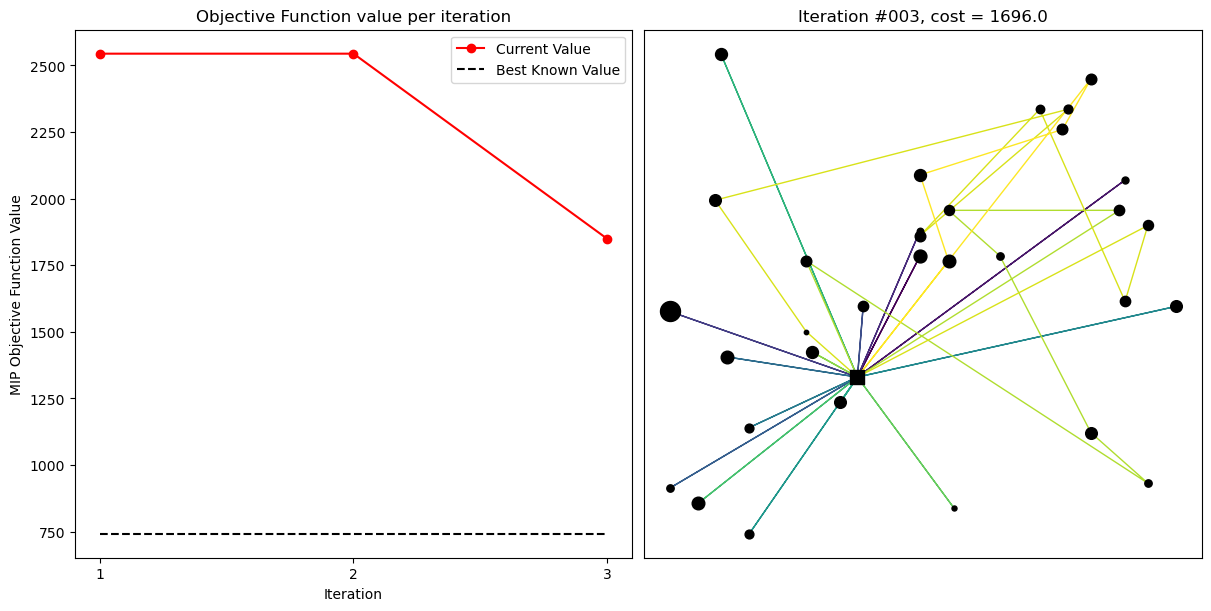 Objective Function value per iteration
Current Value
Best Known Value
2500
2250
2000
1750
1500
1250
1000
750
MIP Objective Function Value
1
2
3
Iteration
Iteration #003, cost = 1696.0